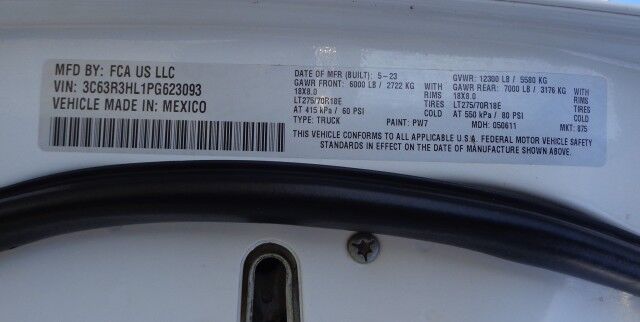 MFD BY: FCA US LLC
VIN: 3C63R3HL1PG623093
VEHICLE MADE IN: MEXICO
DATE OF MFR (BUILT): 5-23 GVWR: 12300 LB / 5580 KG
GAWR FRONT: 6000 LB / 2722 KG WITH GAWR REAR: 7000 LB / 3176 KG WITH
18X8.0 RIMS 18X8.0 RIMS
LT275/70R18E TIRES LT275/70R18E TIRES
AT 415 kPa / 60 PSI COLD AT 550 kPa / 80 PSI COLD
TYPE: TRUCK PAINT: PW7 MDH: 050611 MKT: 875
THIS VEHICLE CONFORMS TO ALL APPLICABLE U.S.A. FEDERAL MOTOR VEHICLE SAFETY
STANDARDS IN EFFECT ON THE DATE OF MANUFACTURE SHOWN ABOVE.